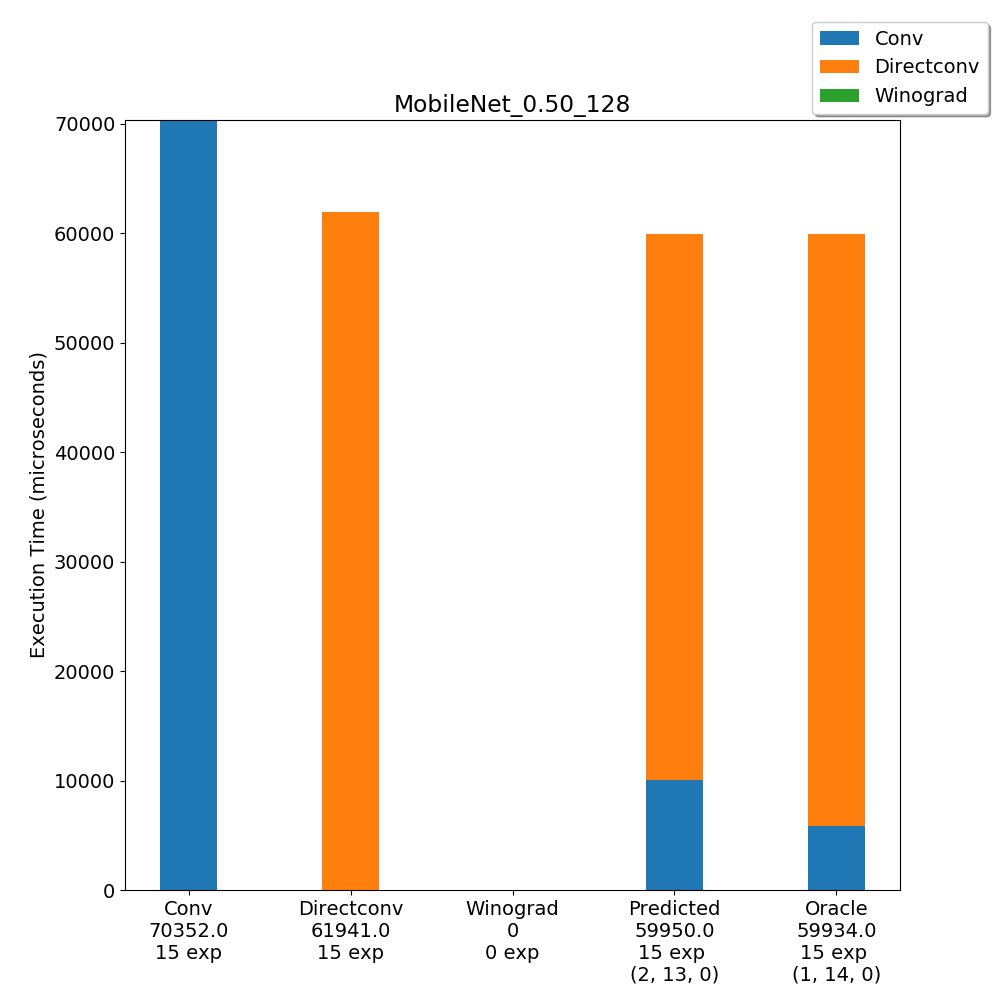 Conv
Directconv
Winograd
MobileNet_0.50_128
70000
60000
50000
40000
30000
20000
10000
0
Execution Time (microseconds)
Conv
70352.0
15 exp
Directconv
61941.0
15 exp
Winograd
0
0 exp
Predicted
59950.0
15 exp
(2, 13, 0)
Oracle
59934.0
15 exp
(1, 14, 0)